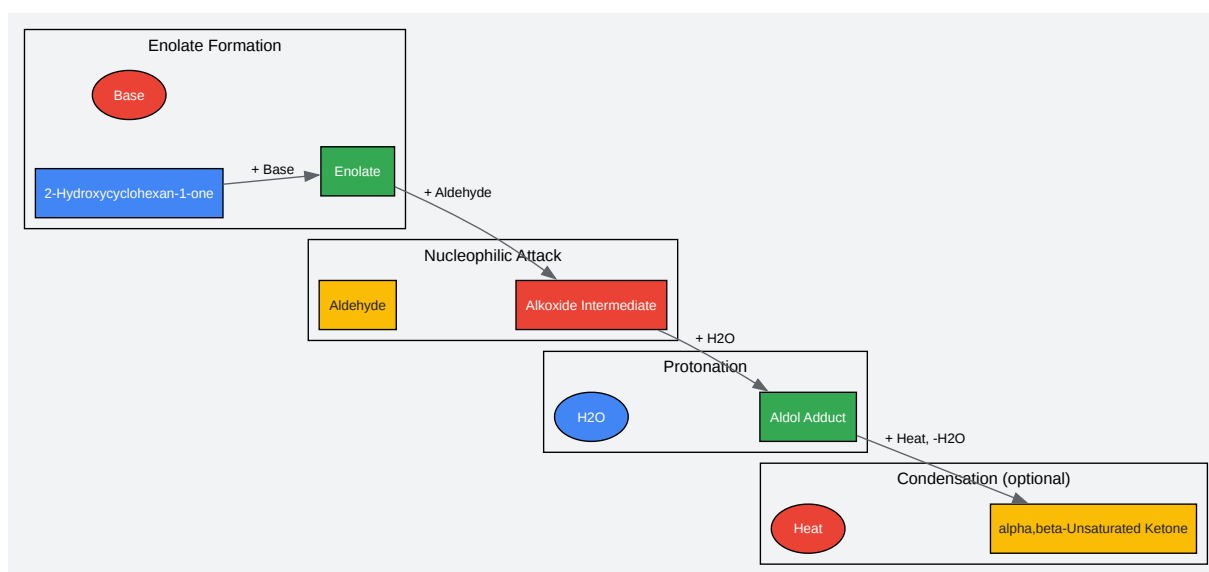 Enolate Formation
Base
2-Hydroxycyclohexan-1-one
+ Base
Enolate
+ Aldehyde
Nucleophilic Attack
Aldehyde
Alkoxide Intermediate
+ H2O
Protonation
H2O
Aldol Adduct
+ Heat, -H2O
Condensation (optional)
Heat
alpha,beta-Unsaturated Ketone